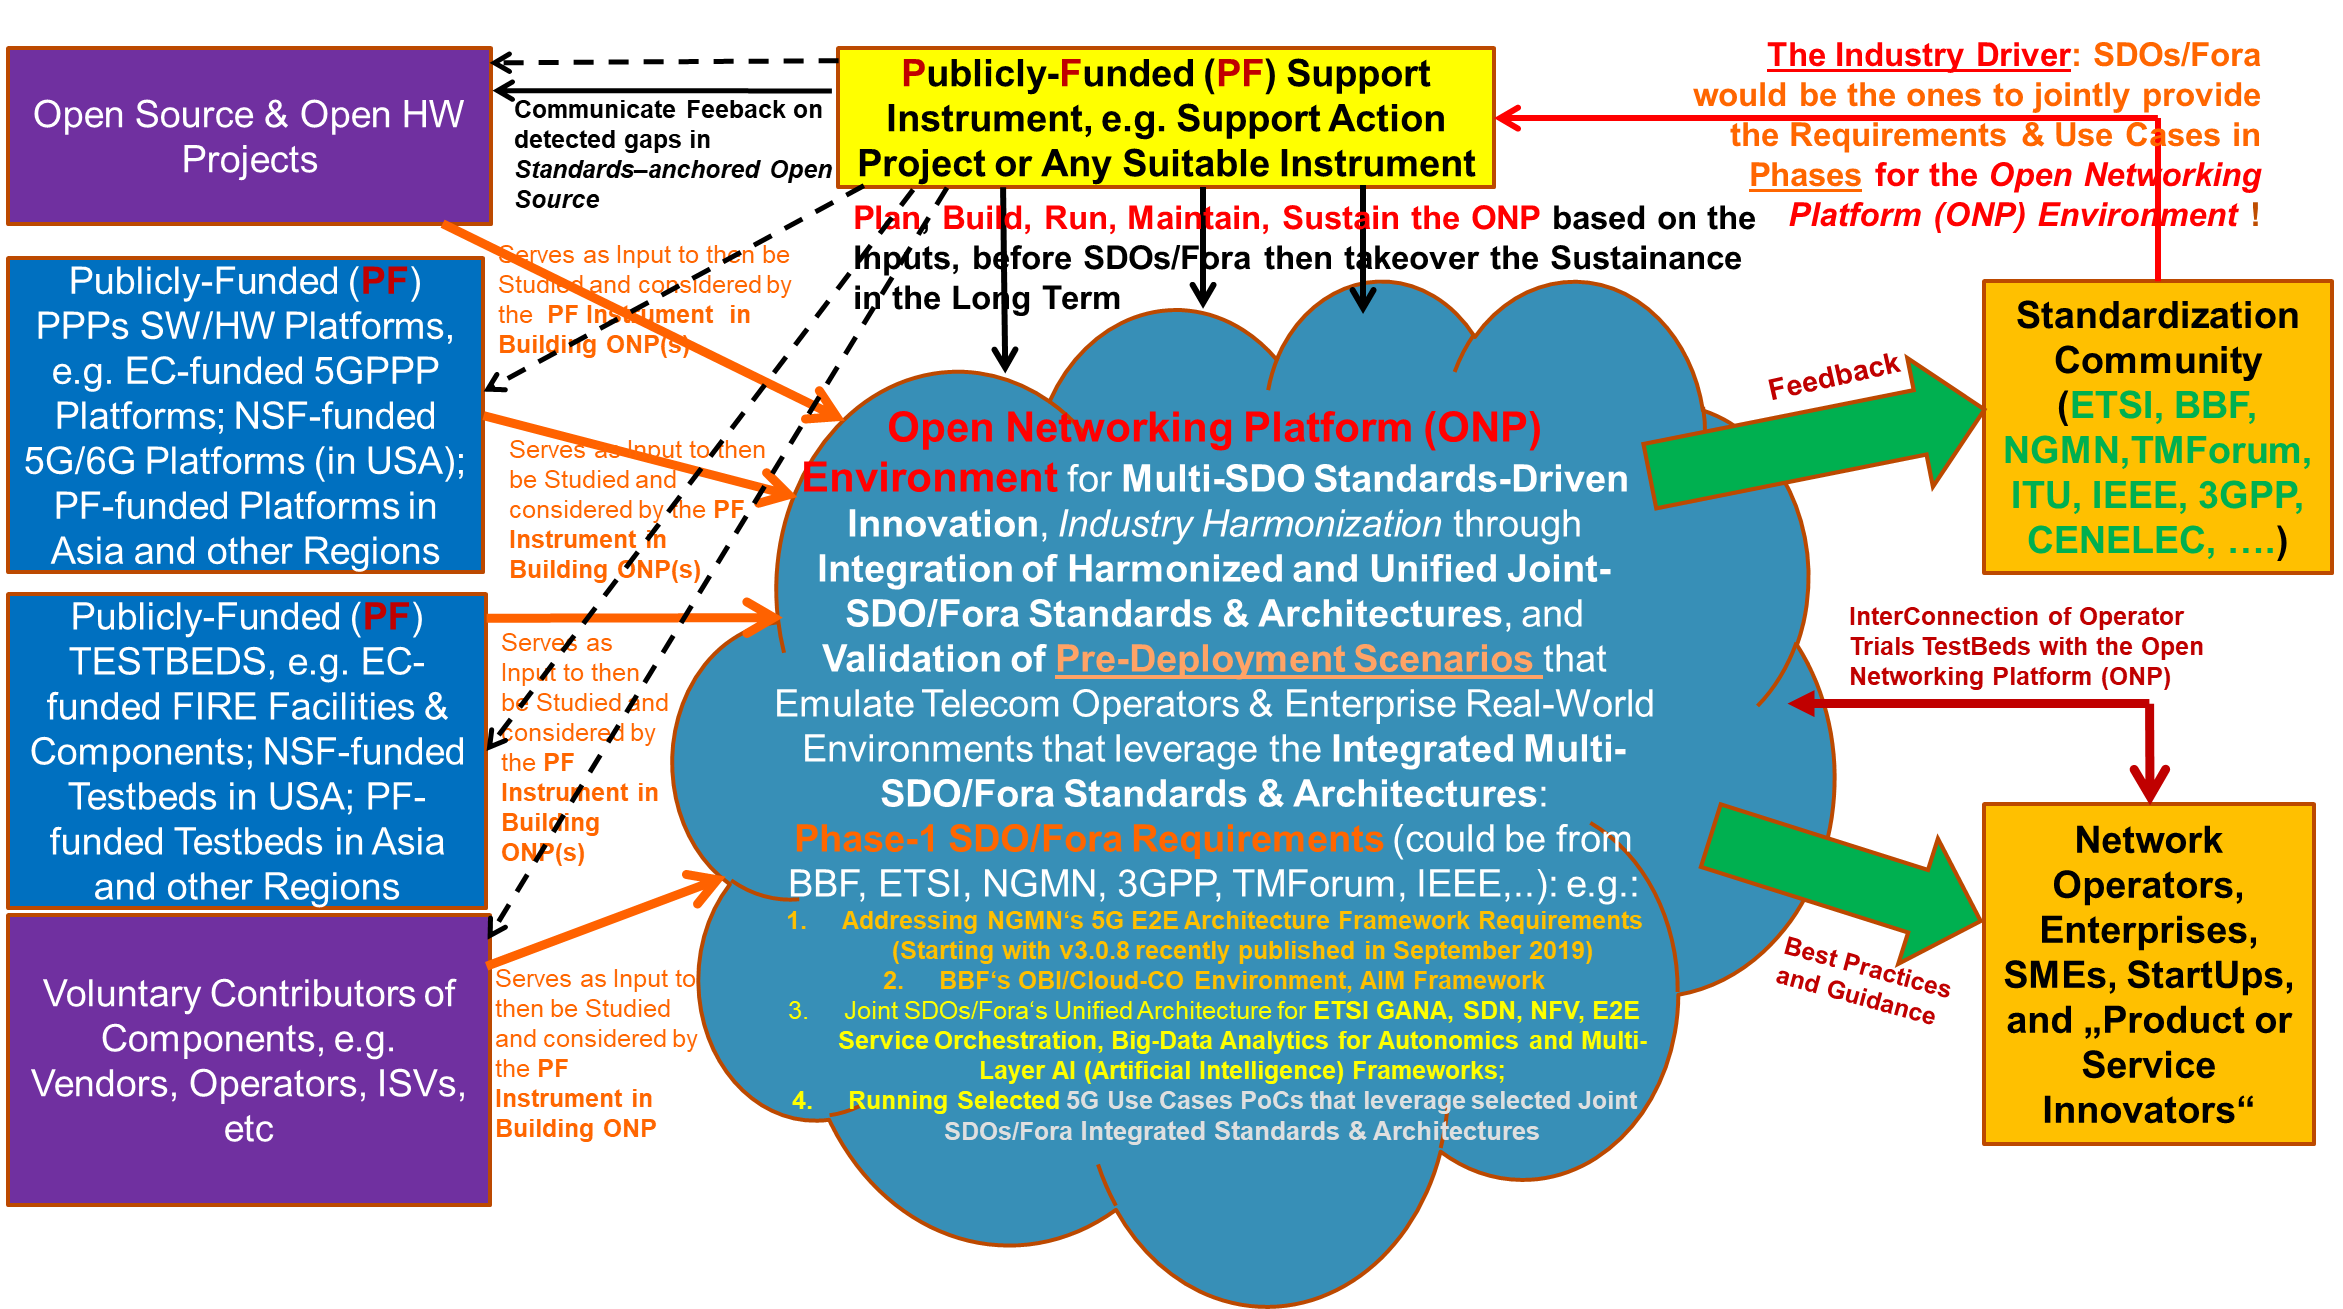 Open Source & Open HW
Projects
Communicate Feeback on
detected gaps in
Standards–anchored Open
Source
Publicly-Funded (PF) Support
Instrument, e.g. Support Action
Project or Any Suitable Instrument
The Industry Driver: SDOs/Fora
would be the ones to jointly provide
the Requirements & Use Cases in
Phases for the Open Networking
Platform (ONP) Environment !
Plan, Build, Run, Maintain, Sustain the ONP based on the
Inputs, before SDOs/Fora then takeover the Sustainance
in the Long Term
Publicly-Funded (PF)
PPPs SW/HW Platforms,
e.g. EC-funded 5GPPP
Platforms; NSF-funded
5G/6G Platforms (in USA);
PF-funded Platforms in
Asia and other Regions
Serves as Input to then be
Studied and considered by
the PF Instrument in
Building ONP(s)
Serves as Input to then
be Studied and
considered by the PF
Instrument in
Building ONP(s)
Publicly-Funded (PF)
TESTBEDS, e.g. EC-
funded FIRE Facilities &
Components; NSF-funded
Testbeds in USA; PF-
funded Testbeds in Asia
and other Regions
Serves as
Input to then
be Studied and
considered by
the PF
Instrument in
Building
ONP(s)
Voluntary Contributors of
Components, e.g.
Vendors, Operators, ISVs,
etc
Serves as Input to
then be Studied
and considered by
the PF
Instrument in
Building ONP
Open Networking Platform (ONP)
Environment for Multi-SDO Standards-Driven
Innovation, Industry Harmonization through
Integration of Harmonized and Unified Joint-
SDO/Fora Standards & Architectures, and
Validation of Pre-Deployment Scenarios that
Emulate Telecom Operators & Enterprise Real-World
Environments that leverage the Integrated Multi-
SDO/Fora Standards & Architectures:
Phase-1 SDO/Fora Requirements (could be from
BBF, ETSI, NGMN, 3GPP, TMForum, IEEE,..): e.g.:
1. Addressing NGMN‘s 5G E2E Architecture Framework Requirements
(Starting with v3.0.8 recently published in September 2019)
2. BBF‘s OBI/Cloud-CO Environment, AIM Framework
3. Joint SDOs/Fora‘s Unified Architecture for ETSI GANA, SDN, NFV, E2E
Service Orchestration, Big-Data Analytics for Autonomics and Multi-
Layer AI (Artificial Intelligence) Frameworks;
4. Running Selected 5G Use Cases PoCs that leverage selected Joint
SDOs/Fora Integrated Standards & Architectures
Feedback
Standardization
Community
(ETSI, BBF,
NGMN,TMForum,
ITU, IEEE, 3GPP,
CENELEC, ….)
InterConnection of Operator
Trials TestBeds with the Open
Networking Platform (ONP)
Best Practices
and Guidance
Network
Operators,
Enterprises,
SMEs, StartUps,
and „Product or
Service
Innovators“